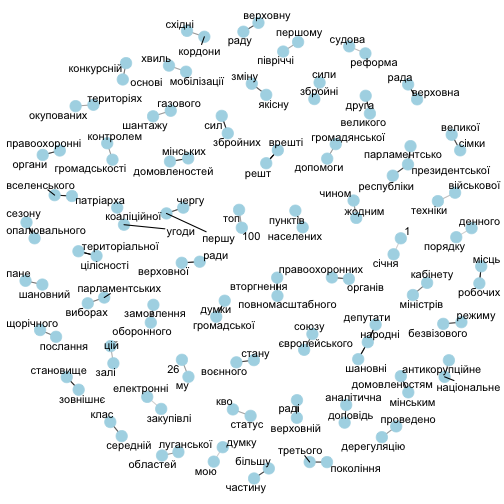 східні
верховну
кордони
раду
першому
півріччі
судова
реформа
конкурсній
хвиль
основі
мобілізації
зміну
якісну
сили
збройні
рада
верховна
територіях
окупованих
газового
шантажу
друга
великого
сил
збройних
великої
сімки
правоохоронні
органи
контролем
громадськості
мінських
домовленостей
врешті
решт
громадянської
допомоги
парламентсько
президентської
республіки
вселенського
патріарха
військової
техніки
чином
жодним
сезону
опалювального
коаліційної
угоди
чергу
першу
топ
100
пунктів
населених
1
січня
денного
порядку
територіальної
цілісності
ради
верховної
правоохоронних
органів
вторгнення
повномасштабного
кабінету
міністрів
місць
робочих
пане
шановний
парламентських
виборах
замовлення
оборонного
думки
громадської
режиму
безвізового
щорічного
послання
цій
залі
союзу
європейського
депутати
народні
шановні
стану
воєнного
26
му
антикорупційне
національне
домовленостям
мінським
становище
зовнішнє
електронні
закупівлі
кво
статус
раді
верховній
аналітична
доповідь
проведено
дерегуляцію
клас
середній
луганської
областей
думку
мою
більшу
частину
третього
покоління